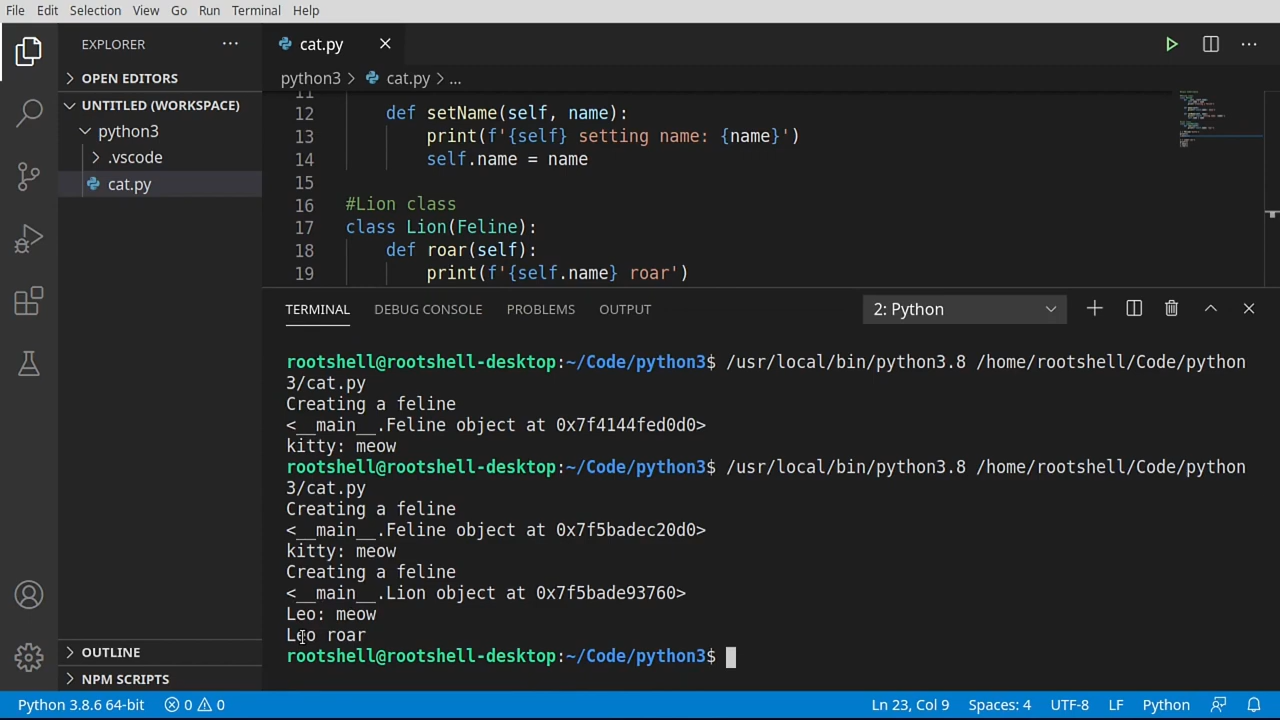 File Edit Selection View Go Run Terminal Help
EXPLORER
cat.py
OPEN EDITORS
python3 > cat.py > ...
UNTITLED (WORKSPACE)
python3
.vscode
cat.py
11
12 def setName(self, name):
13 print(f'{self} setting name: {name}')
14 self.name = name
15
16 #Lion class
17 class Lion(Feline):
18 def roar(self):
19 print(f'{self.name} roar')
TERMINAL DEBUG CONSOLE PROBLEMS OUTPUT 2: Python
rootshell@rootshell-desktop:~/Code/python3$ /usr/local/bin/python3.8 /home/rootshell/Code/python
3/cat.py
Creating a feline
<__main__.Feline object at 0x7f4144fed0d0>
kitty: meow
rootshell@rootshell-desktop:~/Code/python3$ /usr/local/bin/python3.8 /home/rootshell/Code/python
3/cat.py
Creating a feline
<__main__.Feline object at 0x7f5badec20d0>
kitty: meow
Creating a feline
<__main__.Lion object at 0x7f5bade93760>
Leo: meow
Leo roar
rootshell@rootshell-desktop:~/Code/python3$
OUTLINE
NPM SCRIPTS
Python 3.8.6 64-bit 0 0 Ln 23, Col 9 Spaces: 4 UTF-8 LF Python